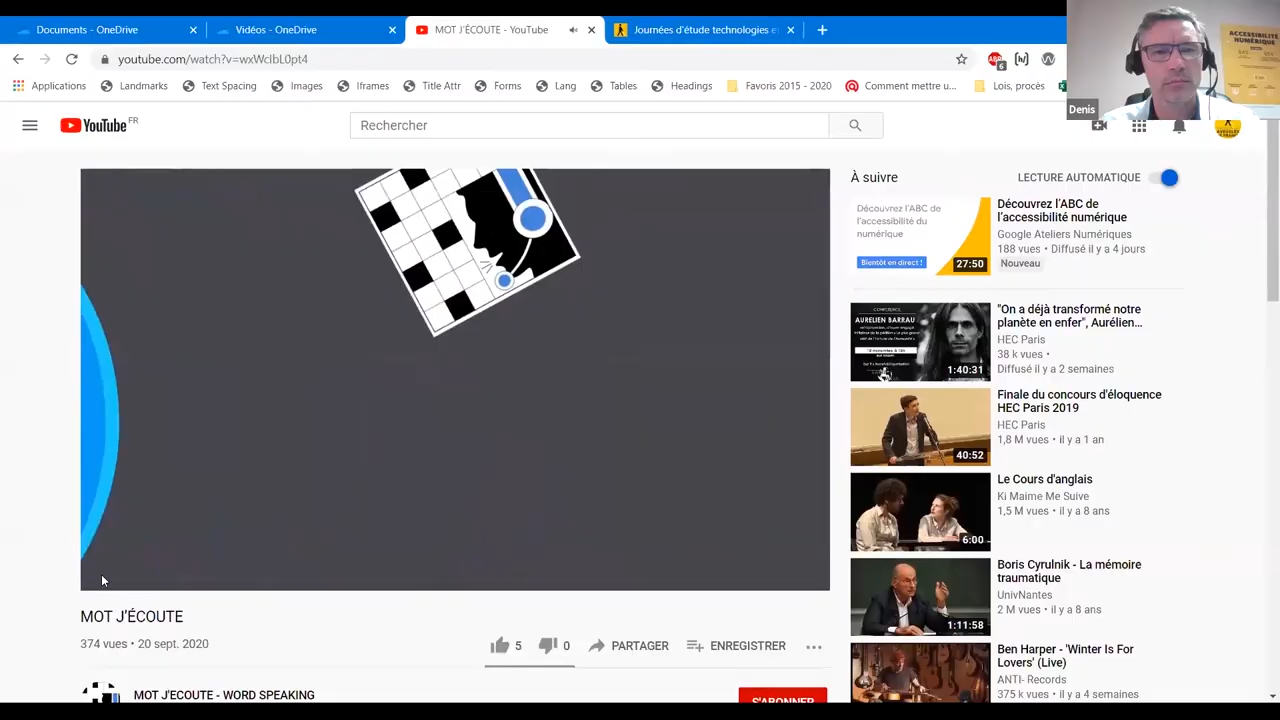 Documents - OneDrive
Vidéos - OneDrive
MOT J'ÉCOUTE - YouTube
Journées d'étude technologies e
youtube.com/watch?v=wxWcIbL0pt4
Applications
Landmarks
Text Spacing
Images
Iframes
Title Attr
Forms
Lang
Tables
Headings
Favoris 2015 - 2020
Comment mettre u...
Lois, procès
ACCESSIBILITÉ
NUMÉRIQUE
Denis
YouTube FR
Rechercher
À suivre
LECTURE AUTOMATIQUE
Découvrez l'ABC de
l'accessibilité du
numérique
Bientôt en direct !
27:50
Découvrez l'ABC de
l'accessibilité numérique
Google Ateliers Numériques
188 vues • Diffusé il y a 4 jours
Nouveau
CONFÉRENCE
AURELIEN BARRAU
1:40:31
"On a déjà transformé notre
planète en enfer", Aurélien...
HEC Paris
38 k vues •
Diffusé il y a 2 semaines
40:52
Finale du concours d'éloquence
HEC Paris 2019
HEC Paris
1,8 M vues • il y a 1 an
6:00
Le Cours d'anglais
Ki Maime Me Suive
1,5 M vues • il y a 8 ans
1:11:58
Boris Cyrulnik - La mémoire
traumatique
UnivNantes
2 M vues • il y a 8 ans
Ben Harper - 'Winter Is For
Lovers' (Live)
ANTI- Records
375 k vues • il y a 4 semaines
MOT J'ÉCOUTE
374 vues • 20 sept. 2020
5
0
PARTAGER
ENREGISTRER
MOT J'ECOUTE - WORD SPEAKING
S'ABONNER